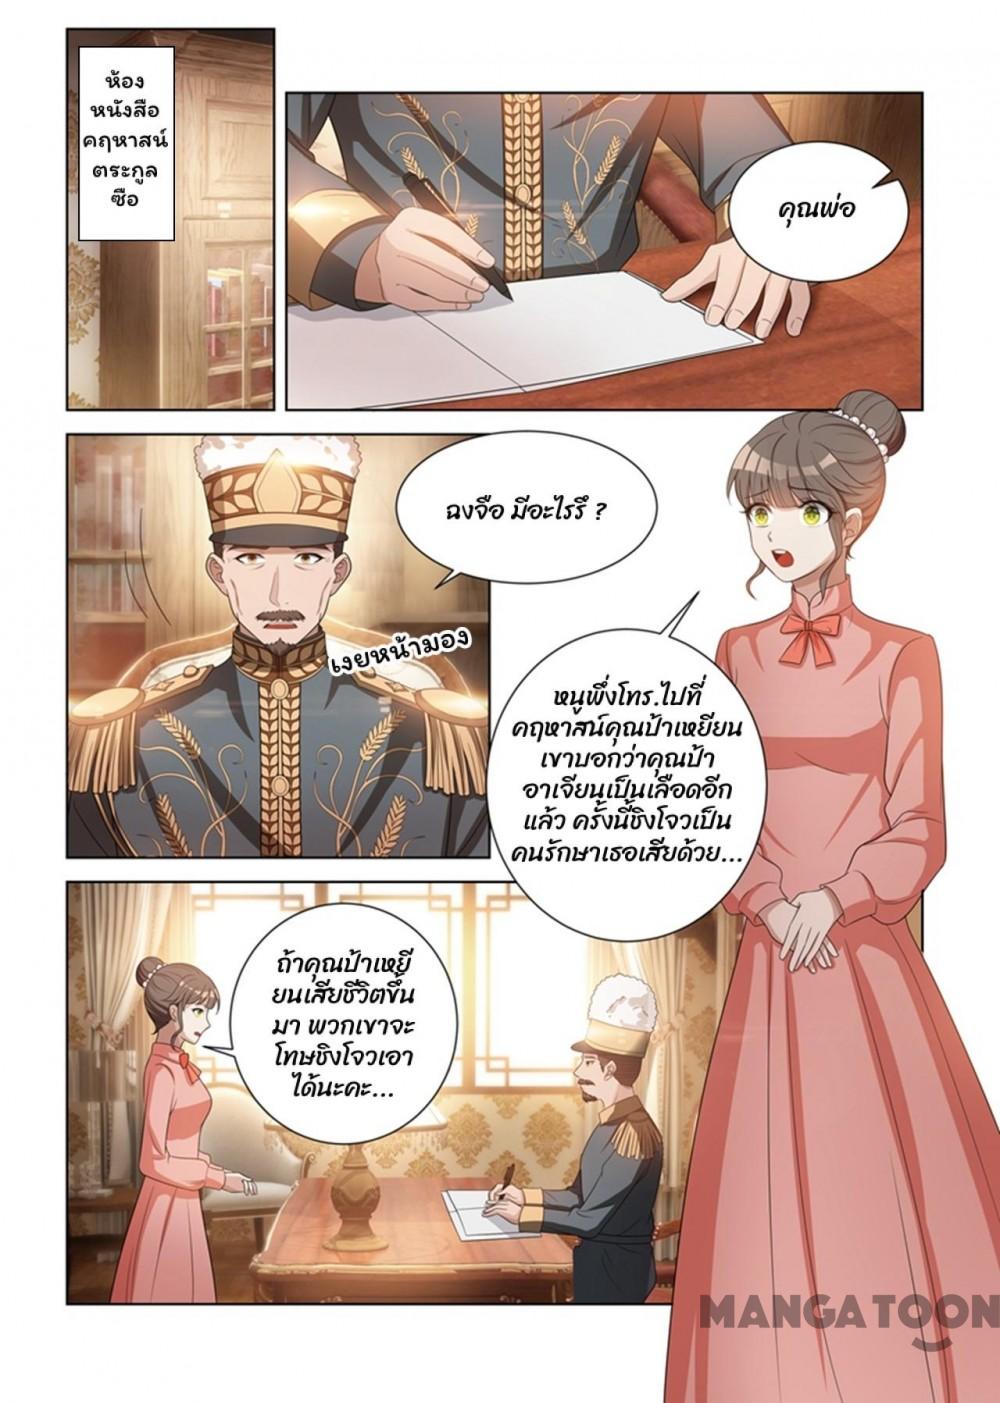 ห้อง
หนังสือ
คฤหาสน์
ตระกูล
ซือ
คุณพ่อ
ฉงจือ มีอะไรรึ ?
เงยหน้ามอง
หนูพึ่งโทร.ไปที่
คฤหาสน์คุณป้าเหยียน
เขาบอกว่าคุณป้า
อาเจียนเป็นเลือดอีก
แล้ว ครั้งนี้ชิงโจวเป็น
คนรักษาเธอเสียด้วย...
ถ้าคุณป้าเหยี
ยนเสียชีวิตขึ้น
มา พวกเขาจะ
โทษชิงโจวเอา
ได้นะคะ...
MANGATOON